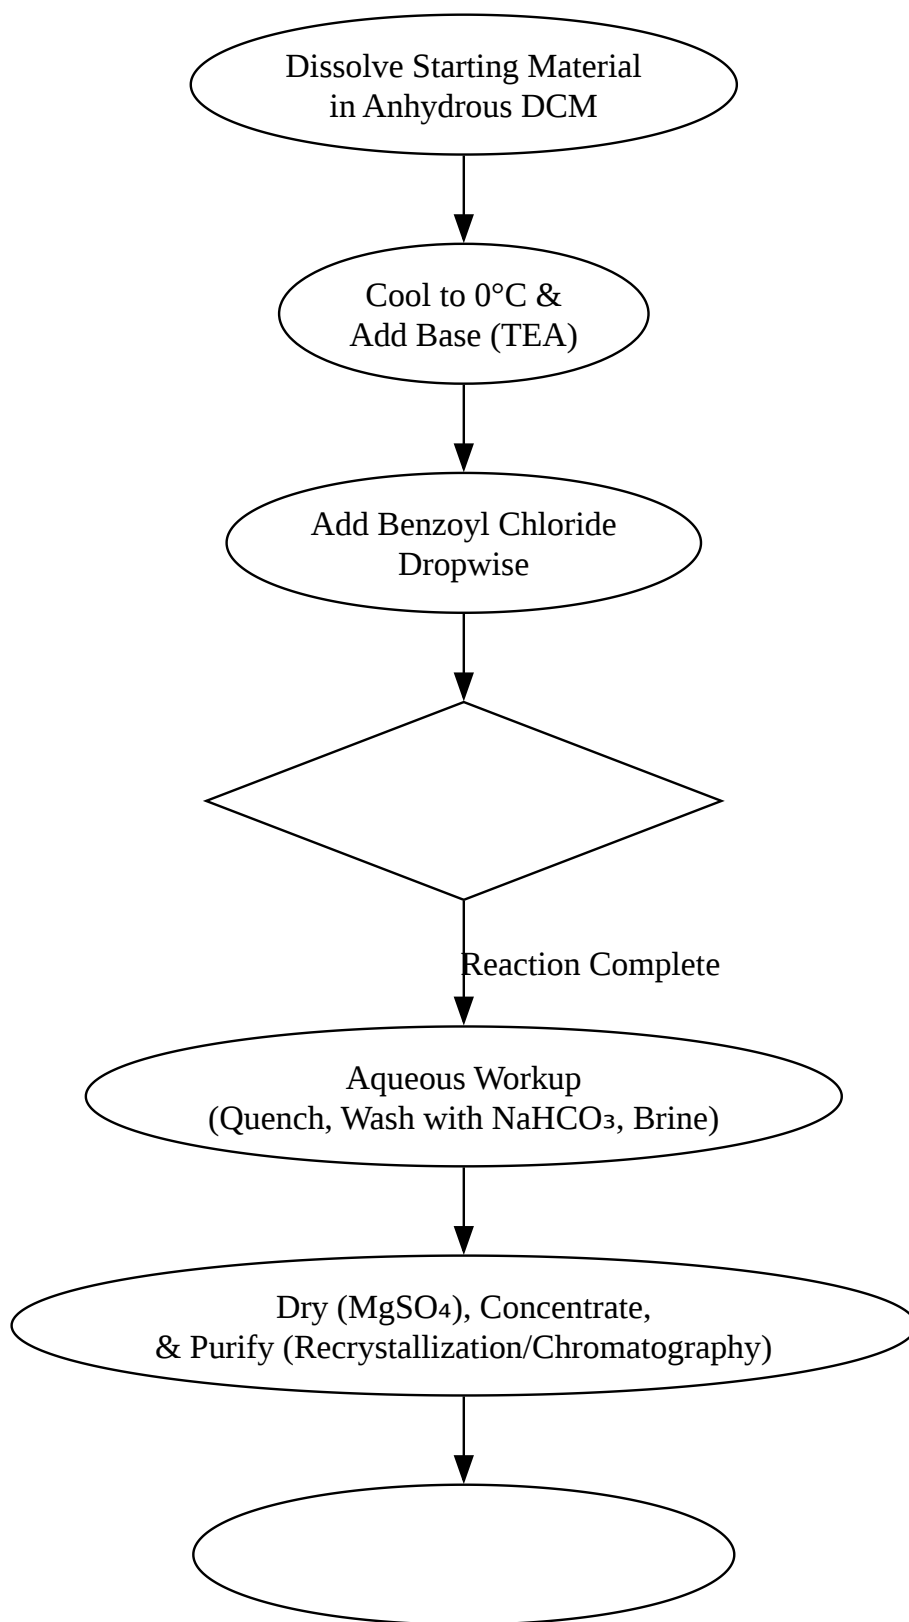 Dissolve Starting Material
in Anhydrous DCM
Cool to 0°C &
Add Base (TEA)
Add Benzoyl Chloride
Dropwise
Reaction Complete
Aqueous Workup
(Quench, Wash with NaHCO₃, Brine)
Dry (MgSO₄), Concentrate,
& Purify (Recrystallization/Chromatography)